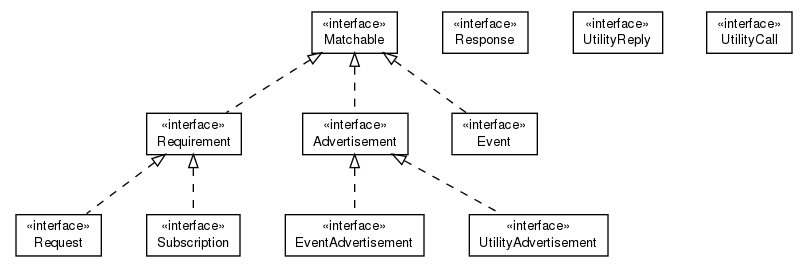 «interface»
Matchable
«interface»
Response
«interface»
UtilityReply
«interface»
UtilityCall
«interface»
Requirement
«interface»
Advertisement
«interface»
Event
«interface»
Request
«interface»
Subscription
«interface»
EventAdvertisement
«interface»
UtilityAdvertisement